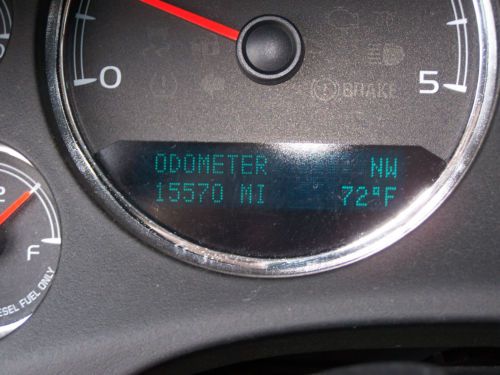 0
5
BRAKE
ODOMETER NW
15570 MI 72°F
F
DIESEL FUEL ONLY